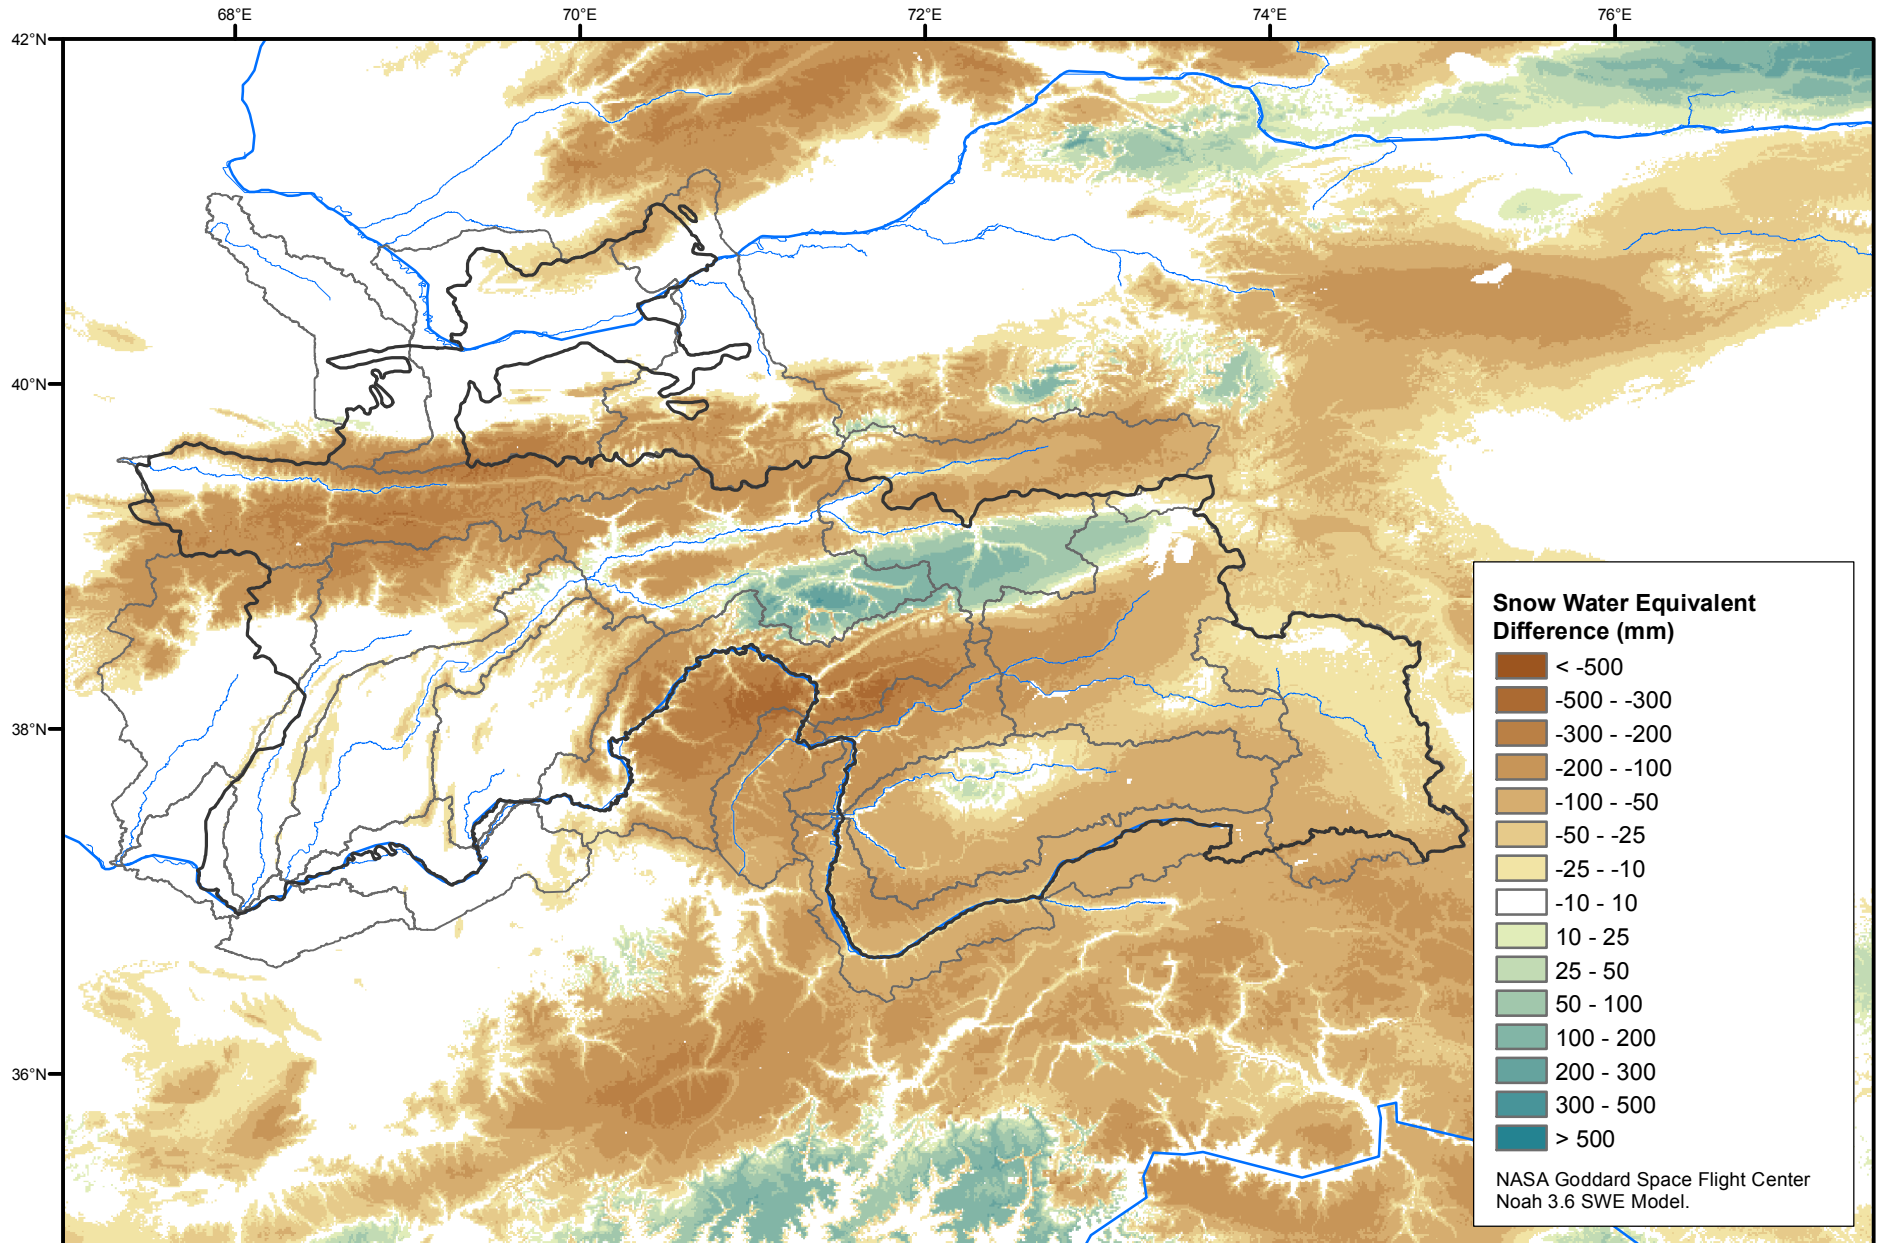 68°E 70°E 72°E 74°E 76°E
42°N
40°N
38°N
36°N
Snow Water Equivalent
Difference (mm)
< -500
-500 - -300
-300 - -200
-200 - -100
-100 - -50
-50 - -25
-25 - -10
-10 - 10
10 - 25
25 - 50
50 - 100
100 - 200
200 - 300
300 - 500
> 500
NASA Goddard Space Flight Center
Noah 3.6 SWE Model.